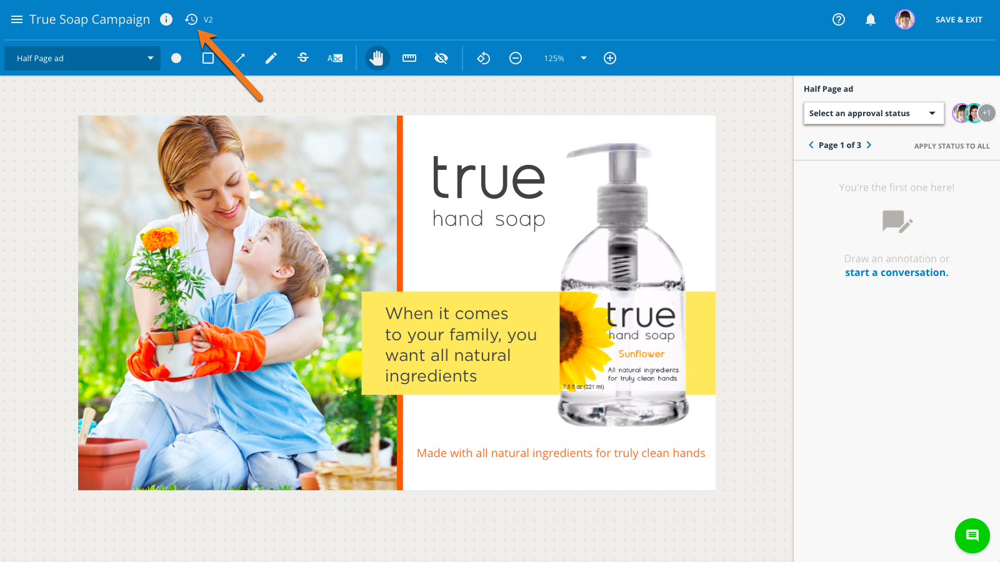 True Soap Campaign
V2
SAVE & EXIT
Half Page ad
Abc
125%
Half Page ad
Select an approval status
+1
Page 1 of 3
APPLY STATUS TO ALL
You're the first one here!
Draw an annotation or
start a conversation.
true
hand soap
When it comes
to your family, you
want all natural
ingredients
true
hand soap
Sunflower
All natural ingredients
for truly clean hands
7.5 fl oz (221 ml)
Made with all natural ingredients for truly clean hands